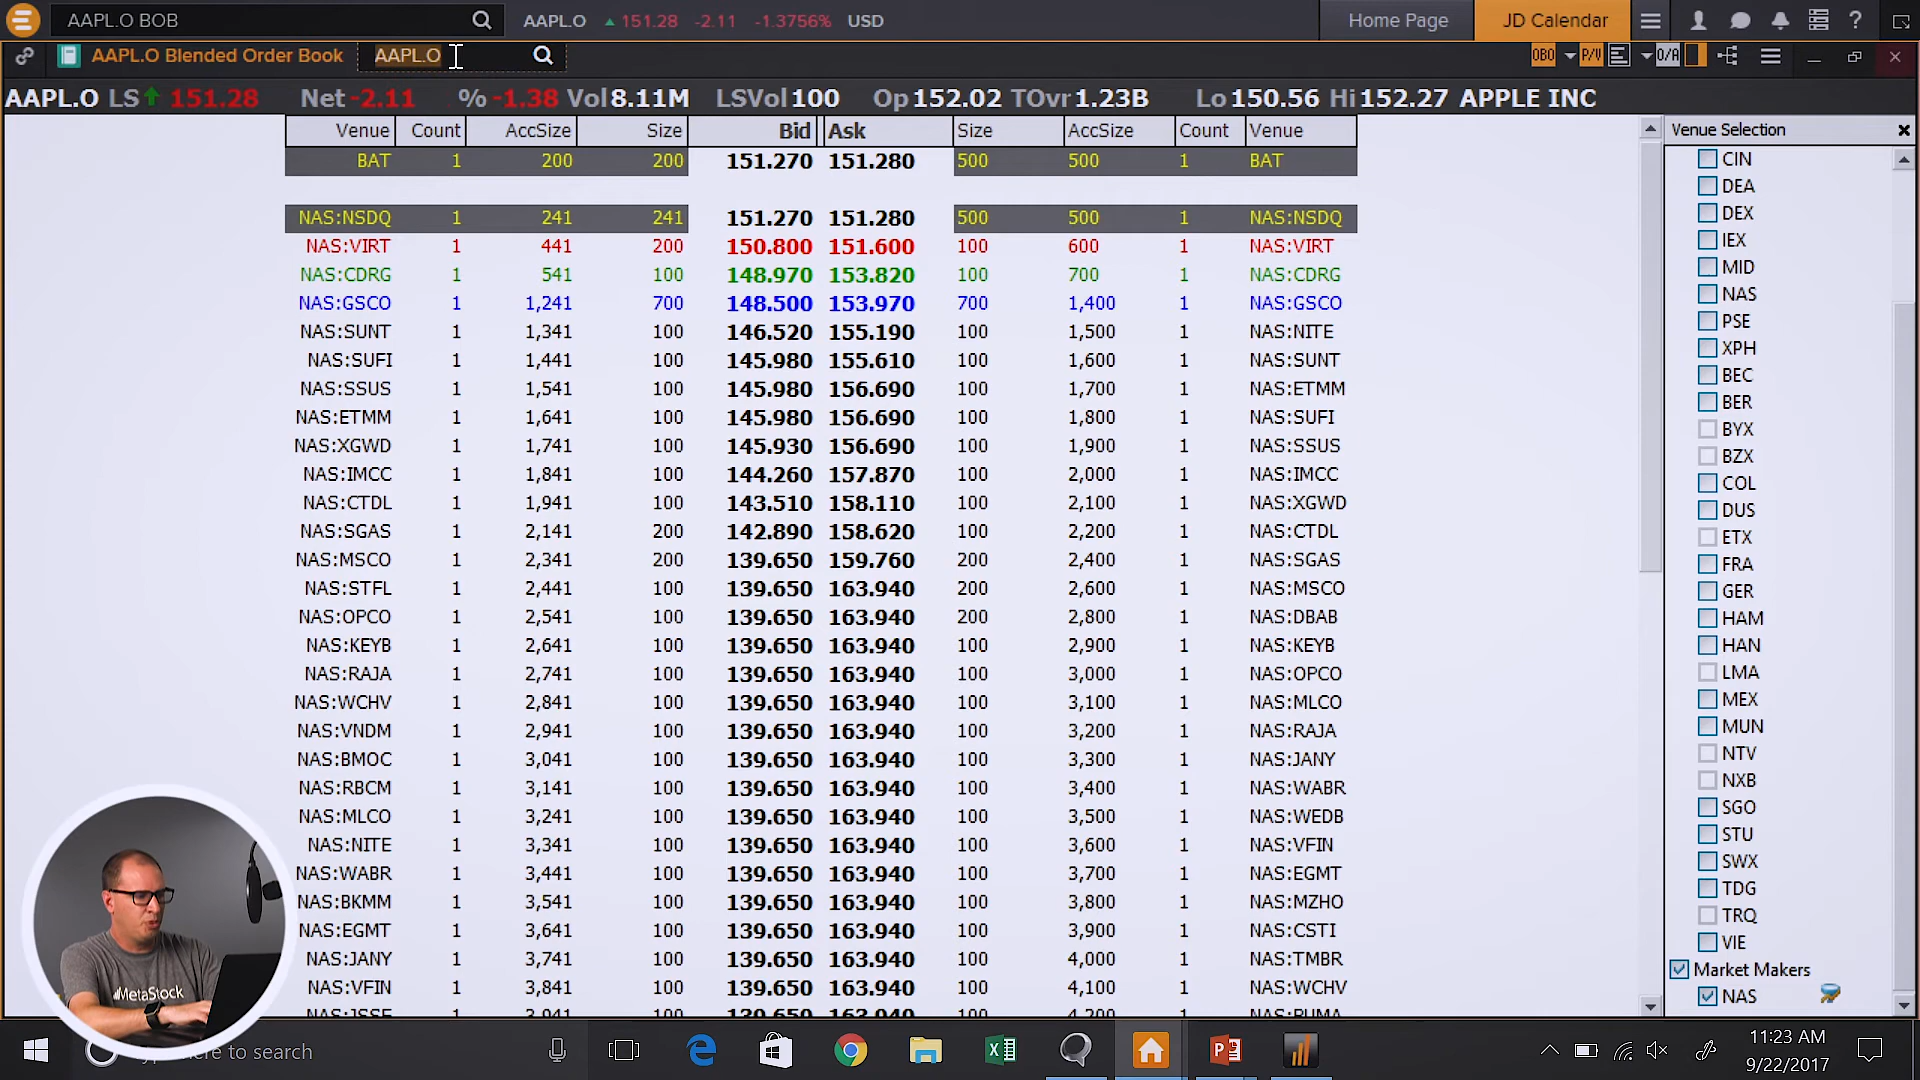 AAPL.O BOB AAPL.O 151.28 -2.11 -1.3756% USD Home Page JD Calendar ?
AAPL.O Blended Order Book AAPL.O OBO P/V O/A
AAPL.O LS 151.28 Net -2.11 % -1.38 Vol 8.11M LSVol 100 Op 152.02 TOvr 1.23B Lo 150.56 Hi 152.27 APPLE INC
Venue Count AccSize Size Bid Ask Size AccSize Count Venue
BAT 1 200 200 151.270 151.280 500 500 1 BAT
NAS:NSDQ 1 241 241 151.270 151.280 500 500 1 NAS:NSDQ
NAS:VIRT 1 441 200 150.800 151.600 100 600 1 NAS:VIRT
NAS:CDRG 1 541 100 148.970 153.820 100 700 1 NAS:CDRG
NAS:GSCO 1 1,241 700 148.500 153.970 700 1,400 1 NAS:GSCO
NAS:SUNT 1 1,341 100 146.520 155.190 100 1,500 1 NAS:NITE
NAS:SUFI 1 1,441 100 145.980 155.610 100 1,600 1 NAS:SUNT
NAS:SSUS 1 1,541 100 145.980 156.690 100 1,700 1 NAS:ETMM
NAS:ETMM 1 1,641 100 145.980 156.690 100 1,800 1 NAS:SUFI
NAS:XGWD 1 1,741 100 145.930 156.690 100 1,900 1 NAS:SSUS
NAS:IMCC 1 1,841 100 144.260 157.870 100 2,000 1 NAS:IMCC
NAS:CTDL 1 1,941 100 143.510 158.110 100 2,100 1 NAS:XGWD
NAS:SGAS 1 2,141 200 142.890 158.620 100 2,200 1 NAS:CTDL
NAS:MSCO 1 2,341 200 139.650 159.760 200 2,400 1 NAS:SGAS
NAS:STFL 1 2,441 100 139.650 163.940 200 2,600 1 NAS:MSCO
NAS:OPCO 1 2,541 100 139.650 163.940 200 2,800 1 NAS:DBAB
NAS:KEYB 1 2,641 100 139.650 163.940 100 2,900 1 NAS:KEYB
NAS:RAJA 1 2,741 100 139.650 163.940 100 3,000 1 NAS:OPCO
NAS:WCHV 1 2,841 100 139.650 163.940 100 3,100 1 NAS:MLCO
NAS:VNDM 1 2,941 100 139.650 163.940 100 3,200 1 NAS:RAJA
NAS:BMOC 1 3,041 100 139.650 163.940 100 3,300 1 NAS:JANY
NAS:RBCM 1 3,141 100 139.650 163.940 100 3,400 1 NAS:WABR
NAS:MLCO 1 3,241 100 139.650 163.940 100 3,500 1 NAS:WEDB
NAS:NITE 1 3,341 100 139.650 163.940 100 3,600 1 NAS:VFIN
NAS:WABR 1 3,441 100 139.650 163.940 100 3,700 1 NAS:EGMT
NAS:BKMM 1 3,541 100 139.650 163.940 100 3,800 1 NAS:MZHO
NAS:EGMT 1 3,641 100 139.650 163.940 100 3,900 1 NAS:CSTI
NAS:JANY 1 3,741 100 139.650 163.940 100 4,000 1 NAS:TMBR
NAS:VFIN 1 3,841 100 139.650 163.940 100 4,100 1 NAS:WCHV
Venue Selection
CIN
DEA
DEX
IEX
MID
NAS
PSE
XPH
BEC
BER
BYX
BZX
COL
DUS
ETX
FRA
GER
HAM
HAN
LMA
MEX
MUN
NTV
NXB
SGO
STU
SWX
TDG
TRQ
VIE
Market Makers
NAS
MetaStock
to search
11:23 AM
9/22/2017